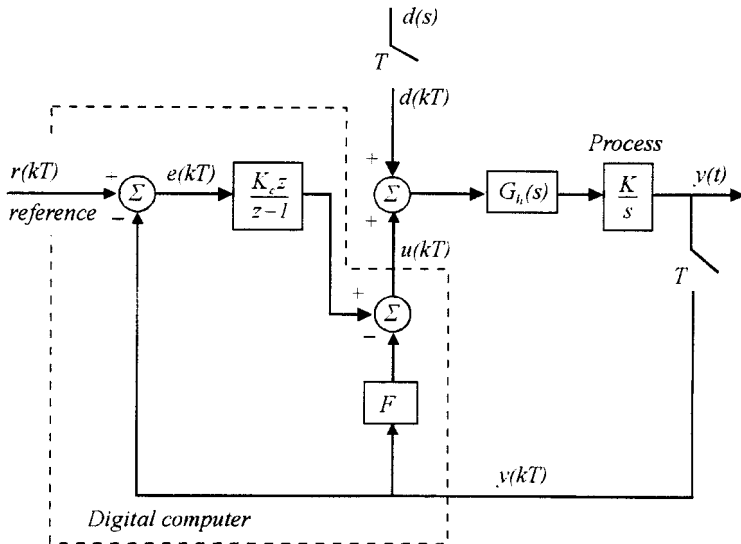 d(s)
T
d(kT)
Process
r(kT)
+
Σ
e(kT)
K_c z
z-1
+
Σ
G_h(s)
K
s
y(t)
reference
−
+
u(kT)
T
+
Σ
−
F
y(kT)
Digital computer